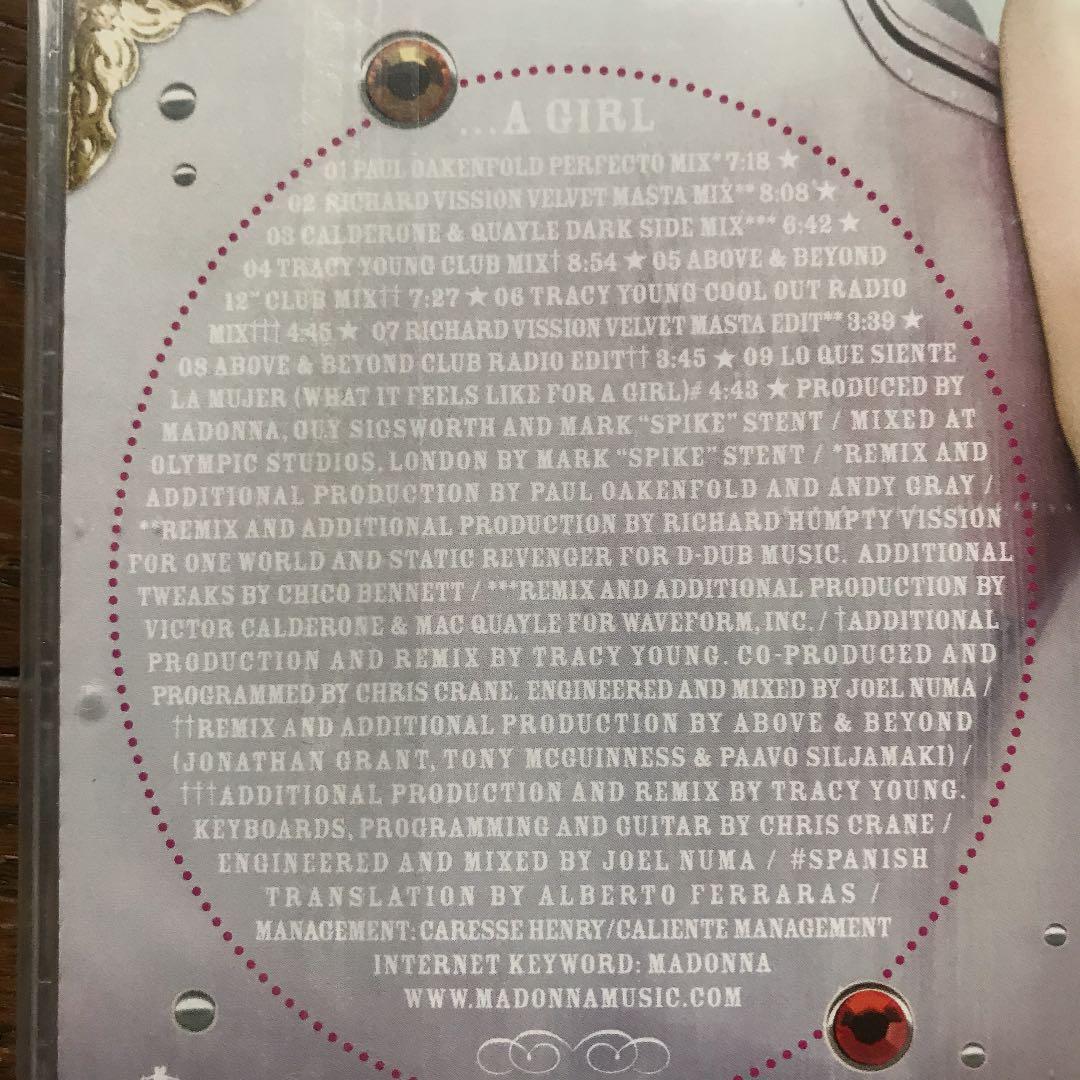 ...A GIRL
01 PAUL OAKENFOLD PERFECTO MIX* 7:18 ★
02 RICHARD VISSION VELVET MASTA MIX** 8:08 ★
03 CALDERONE & QUAYLE DARK SIDE MIX*** 6:42 ★
04 TRACY YOUNG CLUB MIX† 8:54 ★ 05 ABOVE & BEYOND
12" CLUB MIX†† 7:27 ★ 06 TRACY YOUNG COOL OUT RADIO
MIX††† 4:45 ★ 07 RICHARD VISSION VELVET MASTA EDIT** 3:39 ★
08 ABOVE & BEYOND CLUB RADIO EDIT†† 3:45 ★ 09 LO QUE SIENTE
LA MUJER (WHAT IT FEELS LIKE FOR A GIRL)# 4:43 ★ PRODUCED BY
MADONNA, GUY SIGSWORTH AND MARK "SPIKE" STENT / MIXED AT
OLYMPIC STUDIOS, LONDON BY MARK "SPIKE" STENT / *REMIX AND
ADDITIONAL PRODUCTION BY PAUL OAKENFOLD AND ANDY GRAY /
**REMIX AND ADDITIONAL PRODUCTION BY RICHARD HUMPTY VISSION
FOR ONE WORLD AND STATIC REVENGER FOR D-DUB MUSIC. ADDITIONAL
TWEAKS BY CHICO BENNETT / ***REMIX AND ADDITIONAL PRODUCTION BY
VICTOR CALDERONE & MAC QUAYLE FOR WAVEFORM, INC. / †ADDITIONAL
PRODUCTION AND REMIX BY TRACY YOUNG. CO-PRODUCED AND
PROGRAMMED BY CHRIS CRANE. ENGINEERED AND MIXED BY JOEL NUMA /
††REMIX AND ADDITIONAL PRODUCTION BY ABOVE & BEYOND
(JONATHAN GRANT, TONY MCGUINNESS & PAAVO SILJAMAKI) /
†††ADDITIONAL PRODUCTION AND REMIX BY TRACY YOUNG.
KEYBOARDS, PROGRAMMING AND GUITAR BY CHRIS CRANE /
ENGINEERED AND MIXED BY JOEL NUMA / #SPANISH
TRANSLATION BY ALBERTO FERRARAS /
MANAGEMENT: CARESSE HENRY/CALIENTE MANAGEMENT
INTERNET KEYWORD: MADONNA
WWW.MADONNAMUSIC.COM